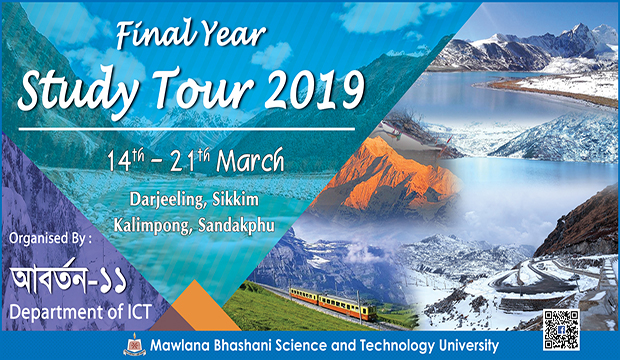 Final Year
Study Tour 2019
14th - 21th March
Darjeeling, Sikkim
Kalimpong, Sandakphu
Organised By :
আবর্তন-১১
Department of ICT
Mawlana Bhashani Science and Technology University